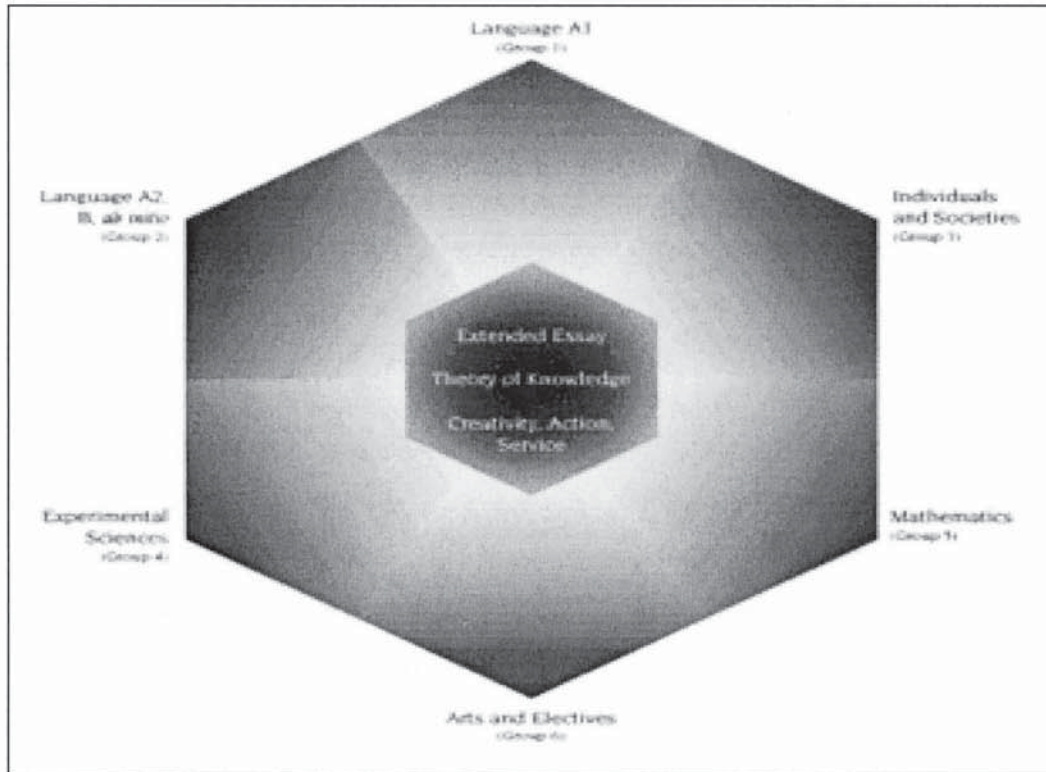 Language A1
(Group 1)
Language A2,
B, ab initio
(Group 2)
Individuals
and Societies
(Group 3)
Extended Essay
Theory of Knowledge
Creativity, Action,
Service
Experimental
Sciences
(Group 4)
Mathematics
(Group 5)
Arts and Electives
(Group 6)